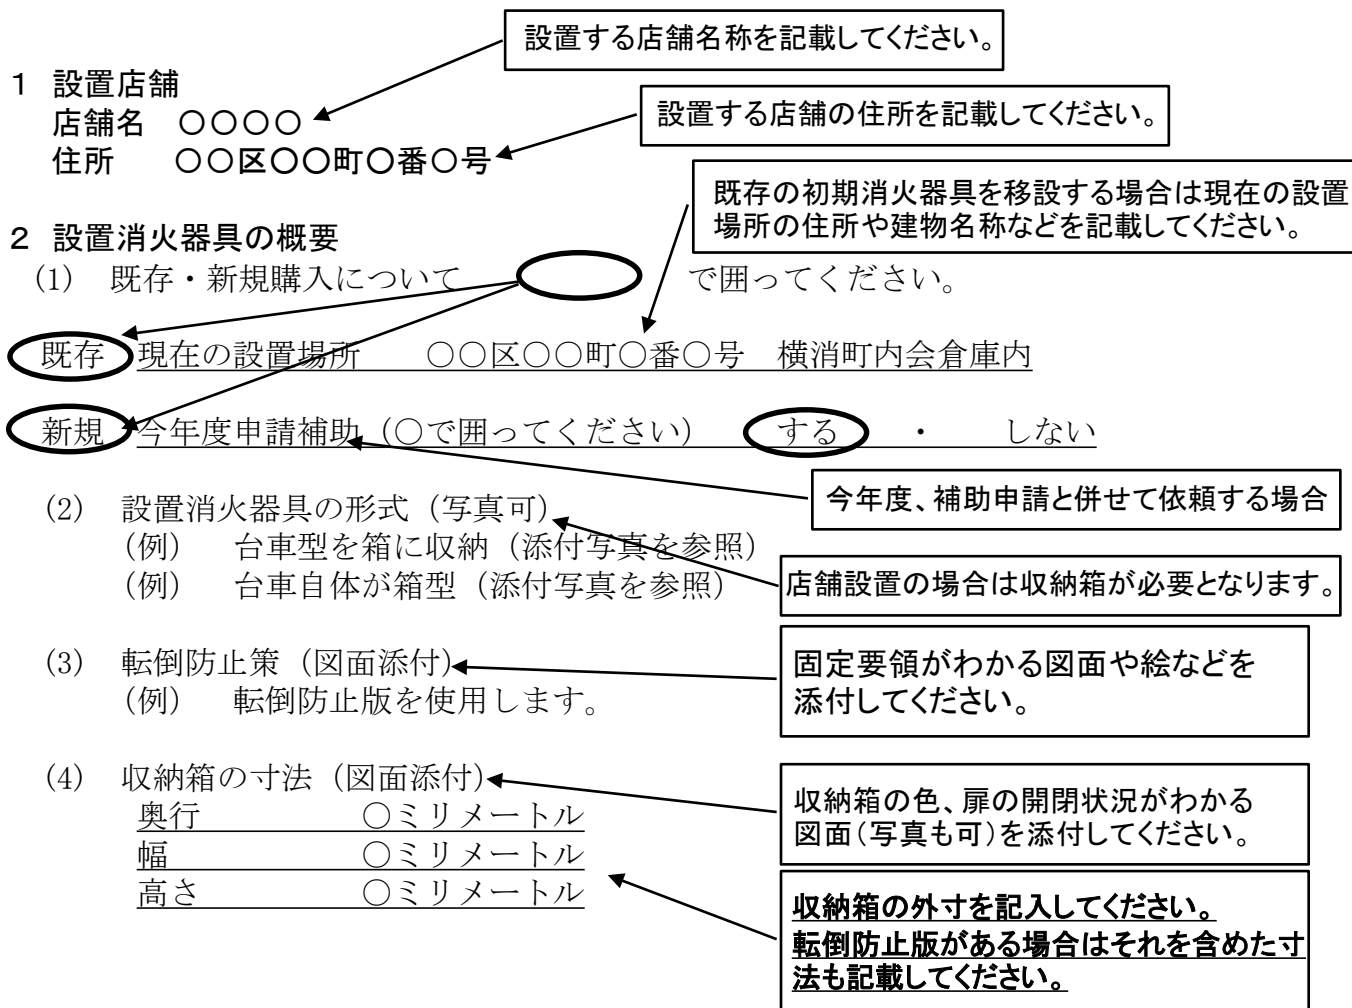 設置する店舗名称を記載してください。
１ 設置店舗
店舗名 ○○○○
設置する店舗の住所を記載してください。
住所 ○○区○○町○番○号
既存の初期消火器具を移設する場合は現在の設置
場所の住所や建物名称などを記載してください。
２ 設置消火器具の概要
(1) 既存・新規購入について で囲ってください。
既存 現在の設置場所 ○○区○○町○番○号 横消町内会倉庫内
新規 今年度申請補助（○で囲ってください） する ・ しない
今年度、補助申請と併せて依頼する場合
(2) 設置消火器具の形式（写真可）
（例） 台車型を箱に収納（添付写真を参照）
（例） 台車自体が箱型（添付写真を参照）
店舗設置の場合は収納箱が必要となります。
(3) 転倒防止策（図面添付）
（例） 転倒防止版を使用します。
固定要領がわかる図面や絵などを
添付してください。
(4) 収納箱の寸法（図面添付）
奥行 ○ミリメートル
幅 ○ミリメートル
高さ ○ミリメートル
収納箱の色、扉の開閉状況がわかる
図面（写真も可）を添付してください。
収納箱の外寸を記入してください。
転倒防止版がある場合はそれを含めた寸
法も記載してください。